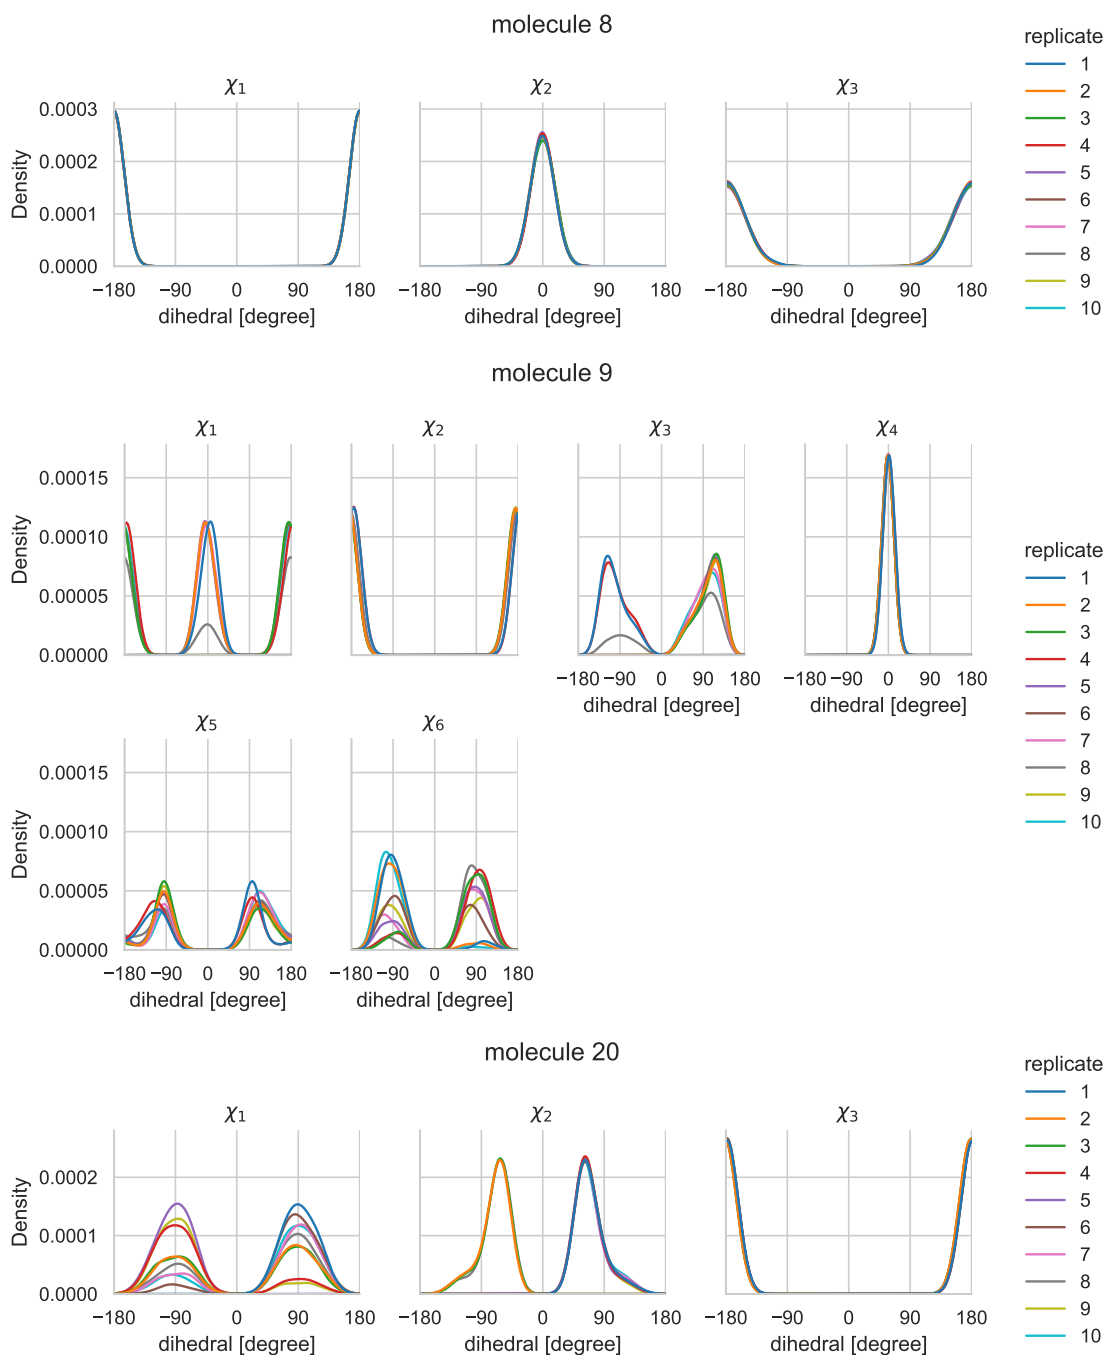 molecule 8
χ1 χ2 χ3
Density
0.0003
0.0002
0.0001
0.0000
−180 −90 0 90 180 −180 −90 0 90 180 −180 −90 0 90 180
dihedral [degree] dihedral [degree] dihedral [degree]
replicate
1
2
3
4
5
6
7
8
9
10
molecule 9
χ1 χ2 χ3 χ4
Density
0.00015
0.00010
0.00005
0.00000
−180 −90 0 90 180 −180 −90 0 90 180
dihedral [degree] dihedral [degree]
χ5 χ6
Density
0.00015
0.00010
0.00005
0.00000
−180 −90 0 90 180 −180 −90 0 90 180
dihedral [degree] dihedral [degree]
replicate
1
2
3
4
5
6
7
8
9
10
molecule 20
χ1 χ2 χ3
Density
0.0002
0.0001
0.0000
−180 −90 0 90 180 −180 −90 0 90 180 −180 −90 0 90 180
dihedral [degree] dihedral [degree] dihedral [degree]
replicate
1
2
3
4
5
6
7
8
9
10